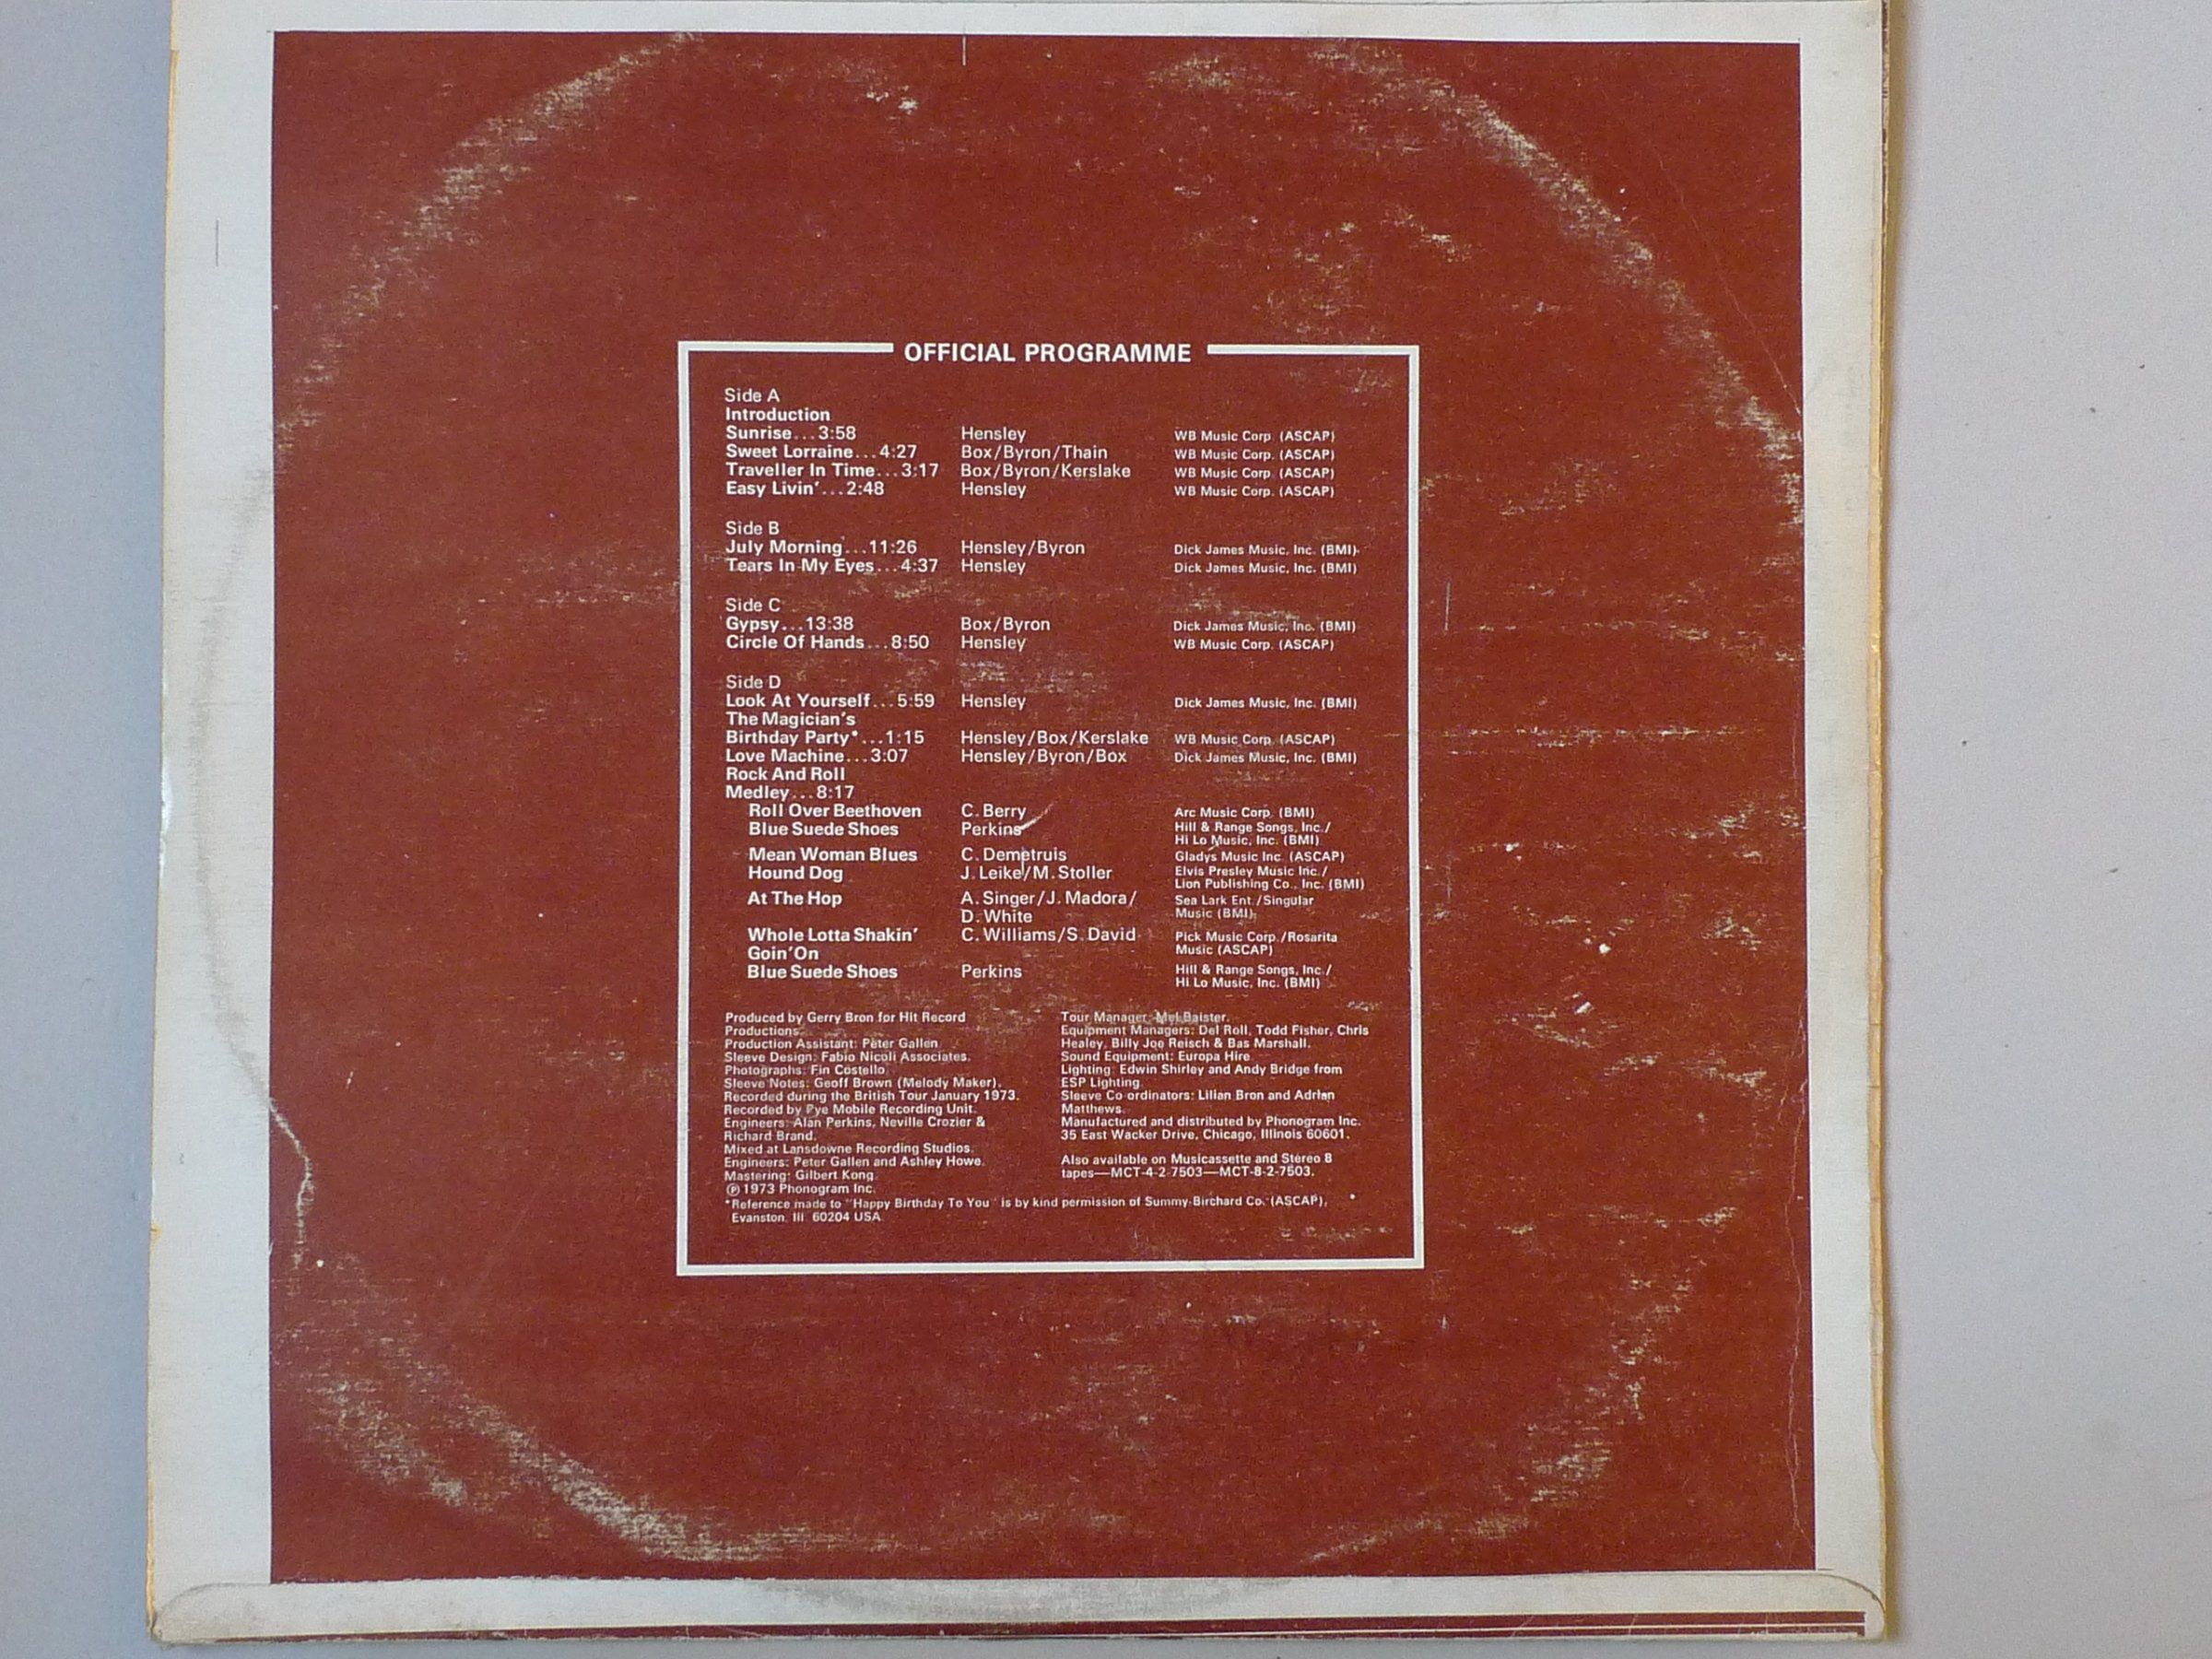 OFFICIAL PROGRAMME
Side A
Introduction
Sunrise...3:58 Hensley WB Music Corp. (ASCAP)
Sweet Lorraine...4:27 Box/Byron/Thain WB Music Corp. (ASCAP)
Traveller In Time...3:17 Box/Byron/Kerslake WB Music Corp. (ASCAP)
Easy Livin'...2:48 Hensley WB Music Corp. (ASCAP)
Side B
July Morning...11:26 Hensley/Byron Dick James Music, Inc. (BMI)
Tears In My Eyes...4:37 Hensley Dick James Music, Inc. (BMI)
Side C
Gypsy...13:38 Box/Byron Dick James Music, Inc. (BMI)
Circle Of Hands...8:50 Hensley WB Music Corp. (ASCAP)
Side D
Look At Yourself...5:59 Hensley Dick James Music, Inc. (BMI)
The Magician's
Birthday Party*...1:15 Hensley/Box/Kerslake WB Music Corp. (ASCAP)
Love Machine...3:07 Hensley/Byron/Box Dick James Music, Inc. (BMI)
Rock And Roll
Medley...8:17
Roll Over Beethoven C. Berry Arc Music Corp. (BMI)
Blue Suede Shoes Perkins Hill & Range Songs, Inc./
Hi Lo Music, Inc. (BMI)
Mean Woman Blues C. Demetruis Gladys Music Inc. (ASCAP)
Hound Dog J. Leike/M. Stoller Elvis Presley Music Inc./
Lion Publishing Co., Inc. (BMI)
At The Hop A. Singer/J. Madora/ Sea Lark Ent./Singular
D. White Music (BMI)
Whole Lotta Shakin' C. Williams/S. David Pick Music Corp./Rosarita
Goin' On Music (ASCAP)
Blue Suede Shoes Perkins Hill & Range Songs, Inc./
Hi Lo Music, Inc. (BMI)
Produced by Gerry Bron for Hit Record
Productions.
Production Assistant: Peter Gallen
Sleeve Design: Fabio Nicoli Associates.
Photographs: Fin Costello
Sleeve Notes: Geoff Brown (Melody Maker).
Recorded during the British Tour January 1973.
Recorded by Pye Mobile Recording Unit.
Engineers: Alan Perkins, Neville Crozier &
Richard Brand.
Mixed at Lansdowne Recording Studios.
Engineers: Peter Gallen and Ashley Howe.
Mastering: Gilbert Kong
℗ 1973 Phonogram Inc.
Tour Manager: Mel Baister.
Equipment Managers: Del Roll, Todd Fisher, Chris
Healey, Billy Joe Reisch & Bas Marshall.
Sound Equipment: Europa Hire
Lighting: Edwin Shirley and Andy Bridge from
ESP Lighting
Sleeve Co-ordinators: Lilian Bron and Adrian
Matthews.
Manufactured and distributed by Phonogram Inc.
35 East Wacker Drive, Chicago, Illinois 60601.
Also available on Musicassette and Stereo 8
tapes—MCT-4-2-7503—MCT-8-2-7503.
*Reference made to "Happy Birthday To You" is by kind permission of Summy-Birchard Co. (ASCAP),
Evanston. Ill 60204 USA